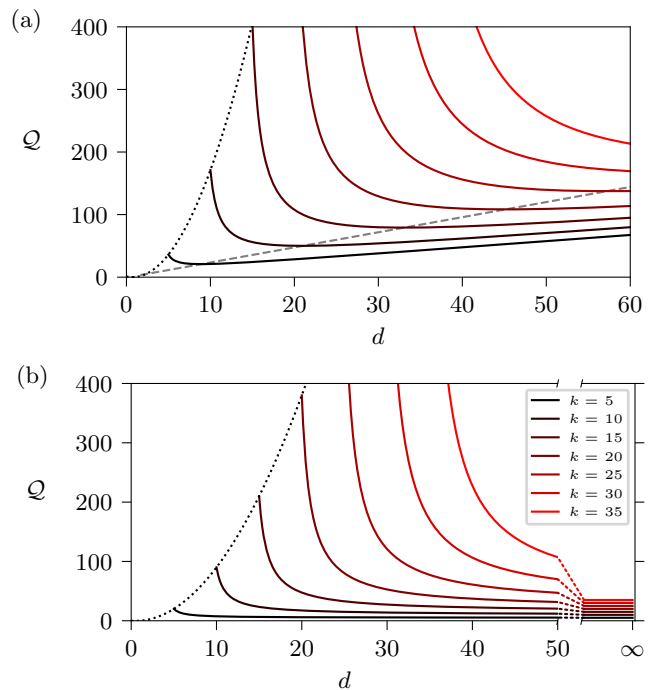 (a)
400
300
200
100
0
Q
0 10 20 30 40 50 60
d
(b)
400
300
200
100
0
Q
k = 5
k = 10
k = 15
k = 20
k = 25
k = 30
k = 35
0 10 20 30 40 50 ∞
d